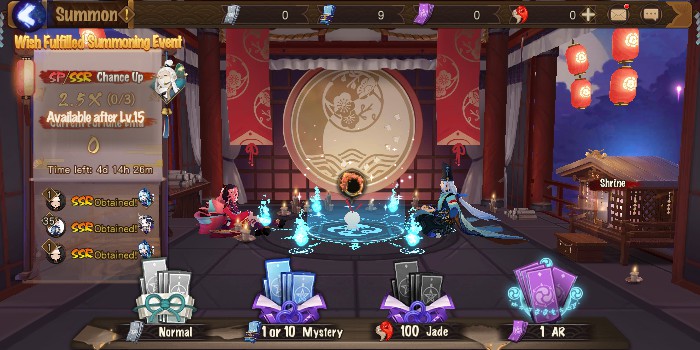 Summon
0
9
0
0
Wish Fulfilled Summoning Event
SP/SSR Chance Up
2.5X (0/3)
Available after Lv.15
0
Time left: 4d 14h 26m
1 SSR Obtained!
35 SSR Obtained!
1 SSR Obtained!
Shrine
Normal
1 or 10 Mystery
100 Jade
1 AR